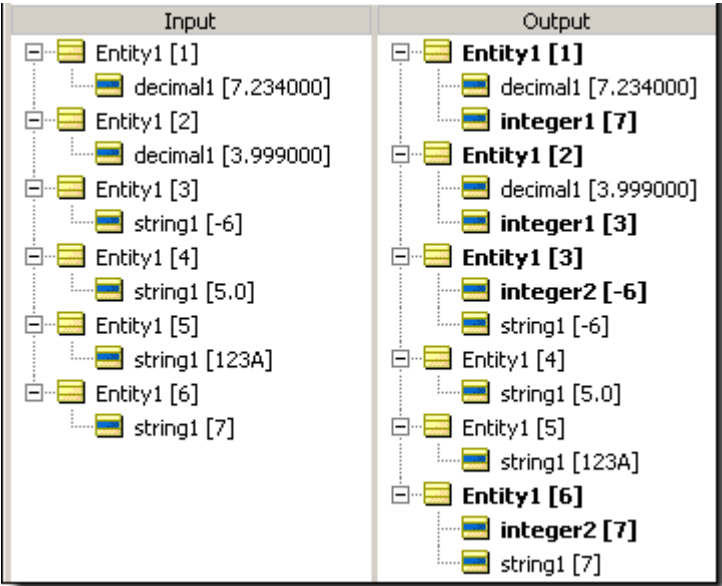 Input
Entity1 [1]
decimal1 [7.234000]
Entity1 [2]
decimal1 [3.999000]
Entity1 [3]
string1 [-6]
Entity1 [4]
string1 [5.0]
Entity1 [5]
string1 [123A]
Entity1 [6]
string1 [7]
Output
Entity1 [1]
decimal1 [7.234000]
integer1 [7]
Entity1 [2]
decimal1 [3.999000]
integer1 [3]
Entity1 [3]
integer2 [-6]
string1 [-6]
Entity1 [4]
string1 [5.0]
Entity1 [5]
string1 [123A]
Entity1 [6]
integer2 [7]
string1 [7]